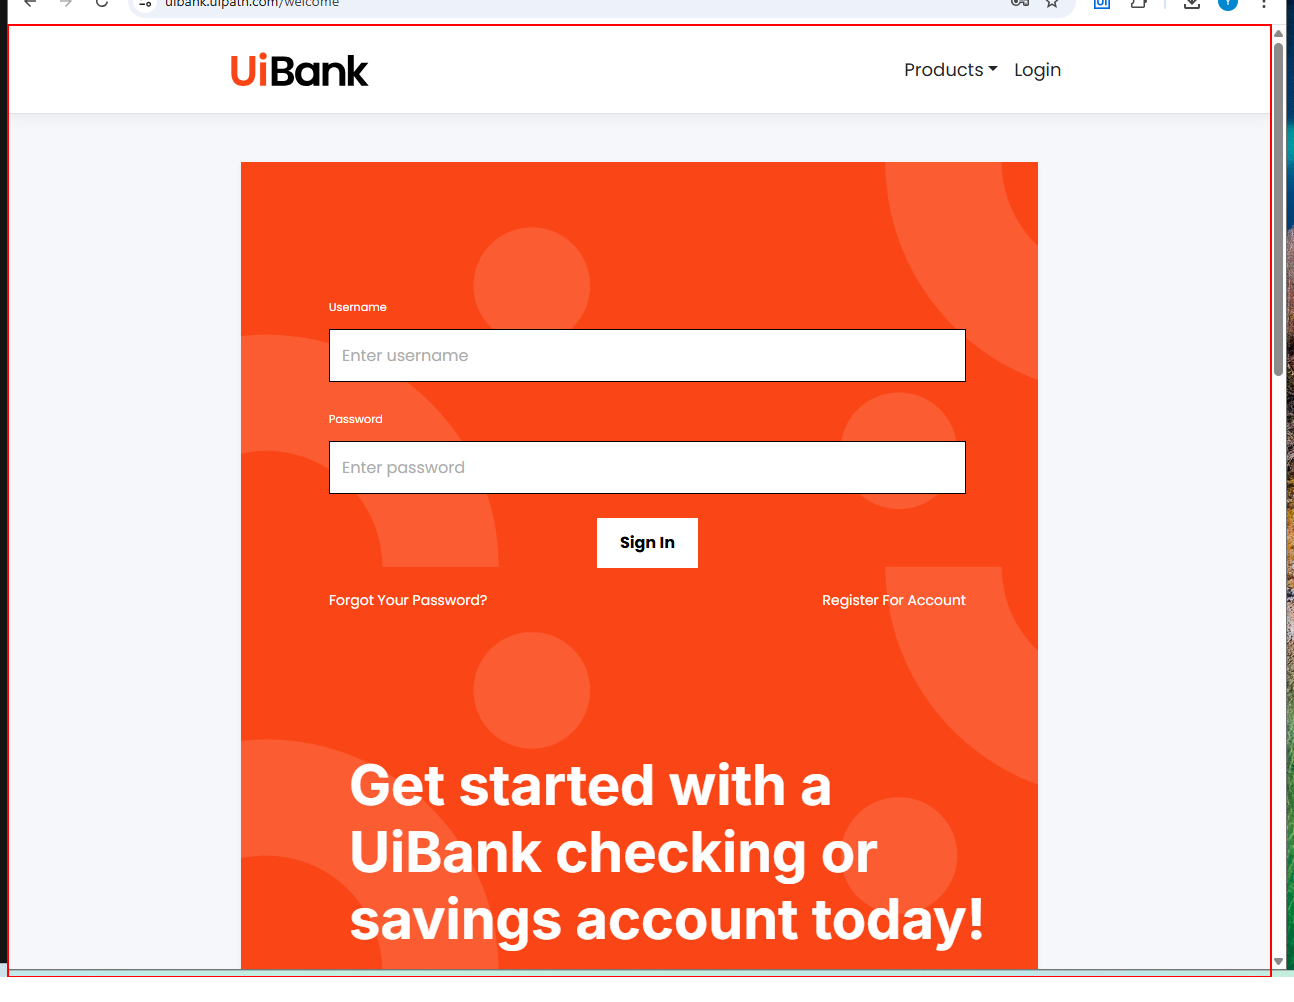 uibank.uipath.com/welcome
UiBank
Products Login
Username
Enter username
Password
Enter password
Sign In
Forgot Your Password? Register For Account
Get started with a
UiBank checking or
savings account today!